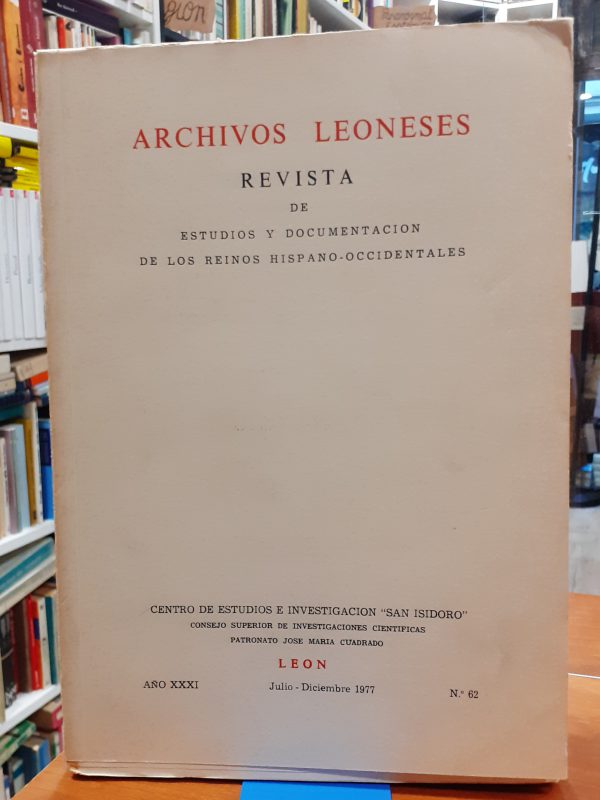 ARCHIVOS LEONESES
REVISTA
DE
ESTUDIOS Y DOCUMENTACION
DE LOS REINOS HISPANO-OCCIDENTALES
CENTRO DE ESTUDIOS E INVESTIGACION "SAN ISIDORO"
CONSEJO SUPERIOR DE INVESTIGACIONES CIENTIFICAS
PATRONATO JOSE MARIA CUADRADO
LEON
AÑO XXXI Julio - Diciembre 1977 N.º 62